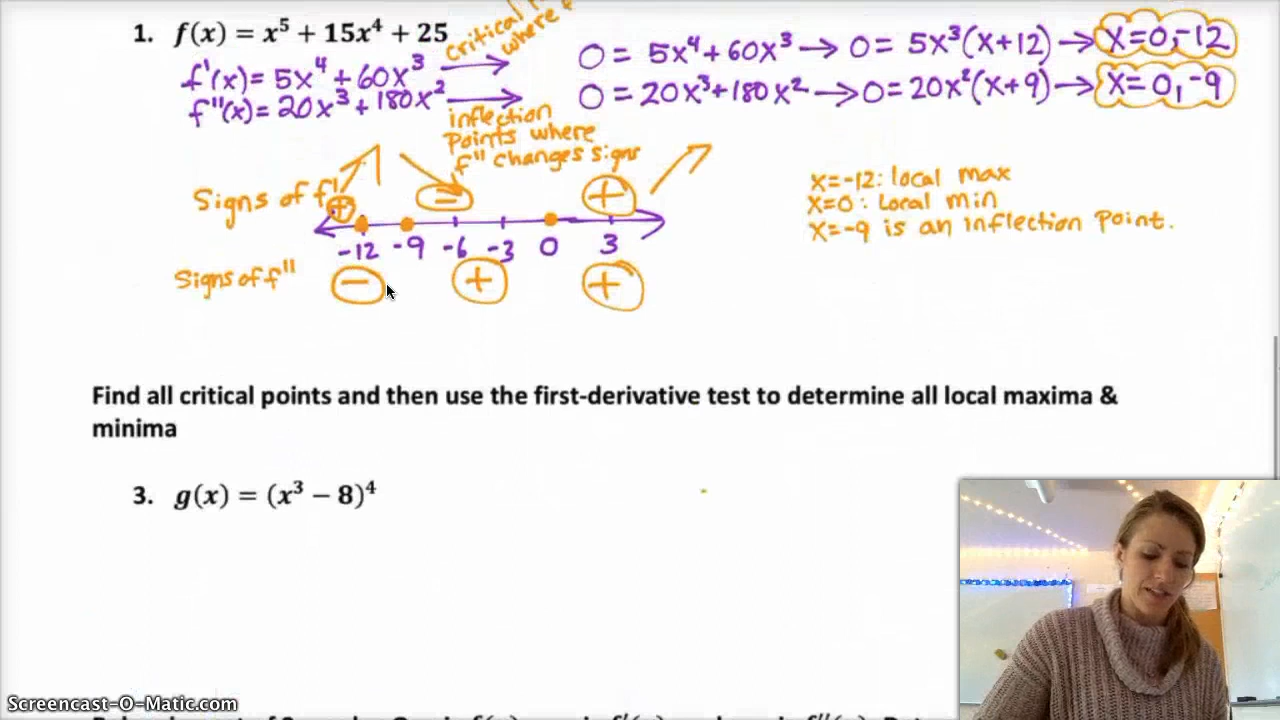 1. f(x) = x⁵ + 15x⁴ + 25
critical
where
f'(x) = 5x⁴ + 60x³ → 0 = 5x⁴ + 60x³ → 0 = 5x³(x+12) → x = 0, -12
f"(x) = 20x³ + 180x² → 0 = 20x³ + 180x² → 0 = 20x²(x+9) → x = 0, -9
inflection
Points where
f" changes signs
Signs of f' + − +
-12 -9 -6 -3 0 3
Signs of f" − + +
x=-12: local max
x=0: Local min
x=-9 is an inflection Point.
Find all critical points and then use the first-derivative test to determine all local maxima &
minima
3. g(x) = (x³ − 8)⁴
Screencast-O-Matic.com